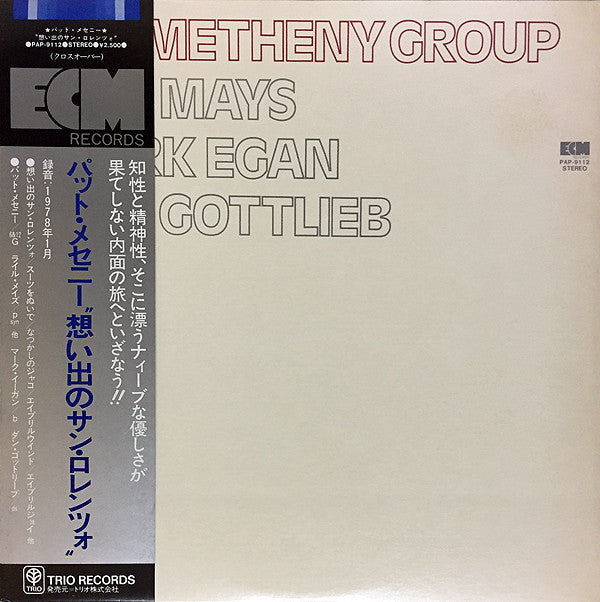 ★パット・メセニー★
"想い出のサン・ロレンツォ"
●PAP-9112●STEREO●¥2,500●
(クロスオーバー)
ECM
RECORDS
知性と精神性、そこに漂うナイーブな優しさが
果てしない内面の旅へといざなう!!
パット・メセニー"想い出のサン・ロレンツォ"
録音:1978年1月
●想い出のサン・ロレンツォ/スーツをぬいで なつかしのジャコ エイプリルウインド エイプリルジョイ 他
●パット・メセニー 6&12G ライル・メイズ p syn 他 マーク・イーガン b ダン・ゴットリーブ ds
TRIO
TRIO RECORDS
発売元=トリオ株式会社
METHENY GROUP
MAYS
RK EGAN
GOTTLIEB
ECM
RECORDS
PAP-9112
STEREO